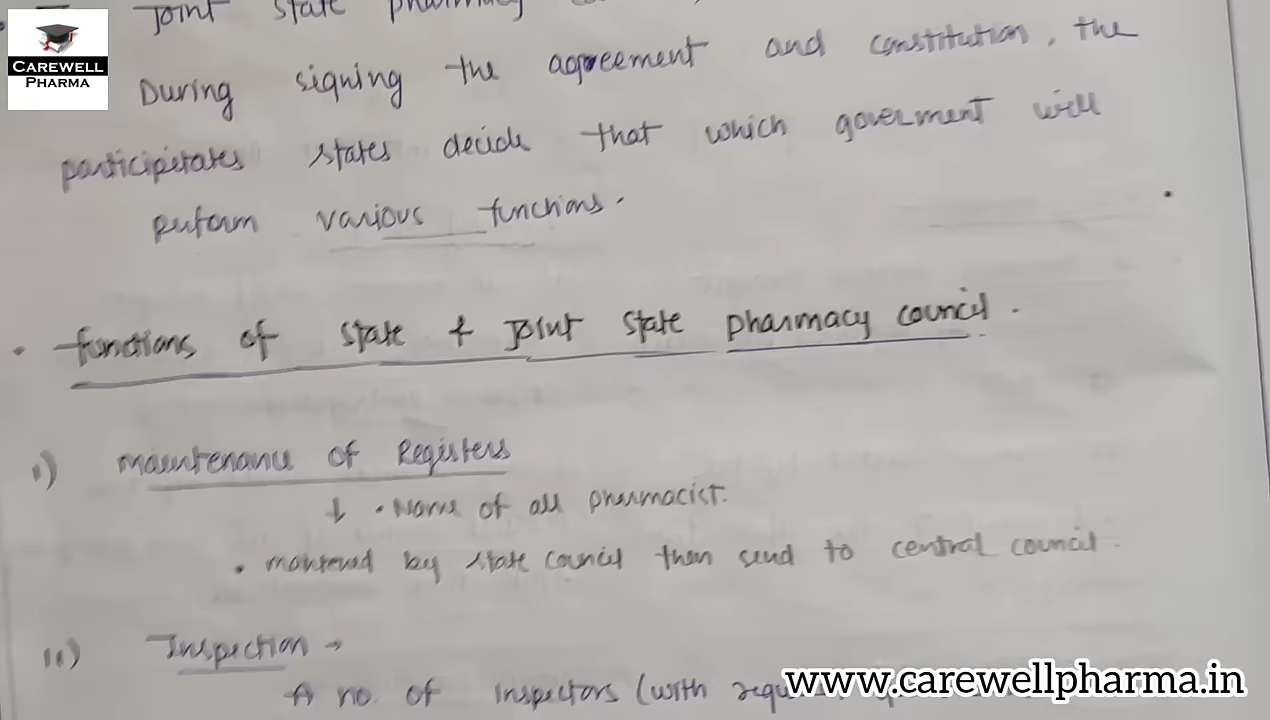 Joint state pharmacy
CAREWELL
PHARMA
During signing the agreement and constitution, the
participetates states decide that which goverment will
perform various functions.
• functions of state & Joint state pharmacy council.
i) maintenance of Registers
↓ • Name of all pharmacist.
• by state council then send to central council.
ii) Inspection →
A no. of inspectors (with
www.carewellpharma.in